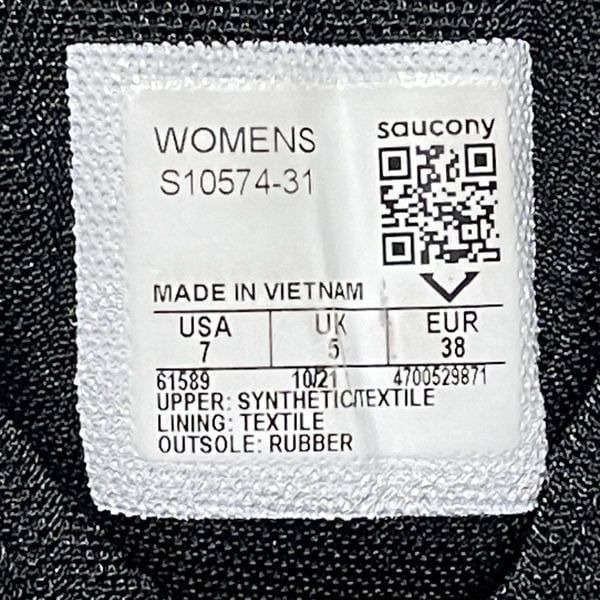 WOMENS
S10574-31
saucony
MADE IN VIETNAM
USA UK EUR
7 5 38
61589 10/21 4700529871
UPPER: SYNTHETIC/TEXTILE
LINING: TEXTILE
OUTSOLE: RUBBER